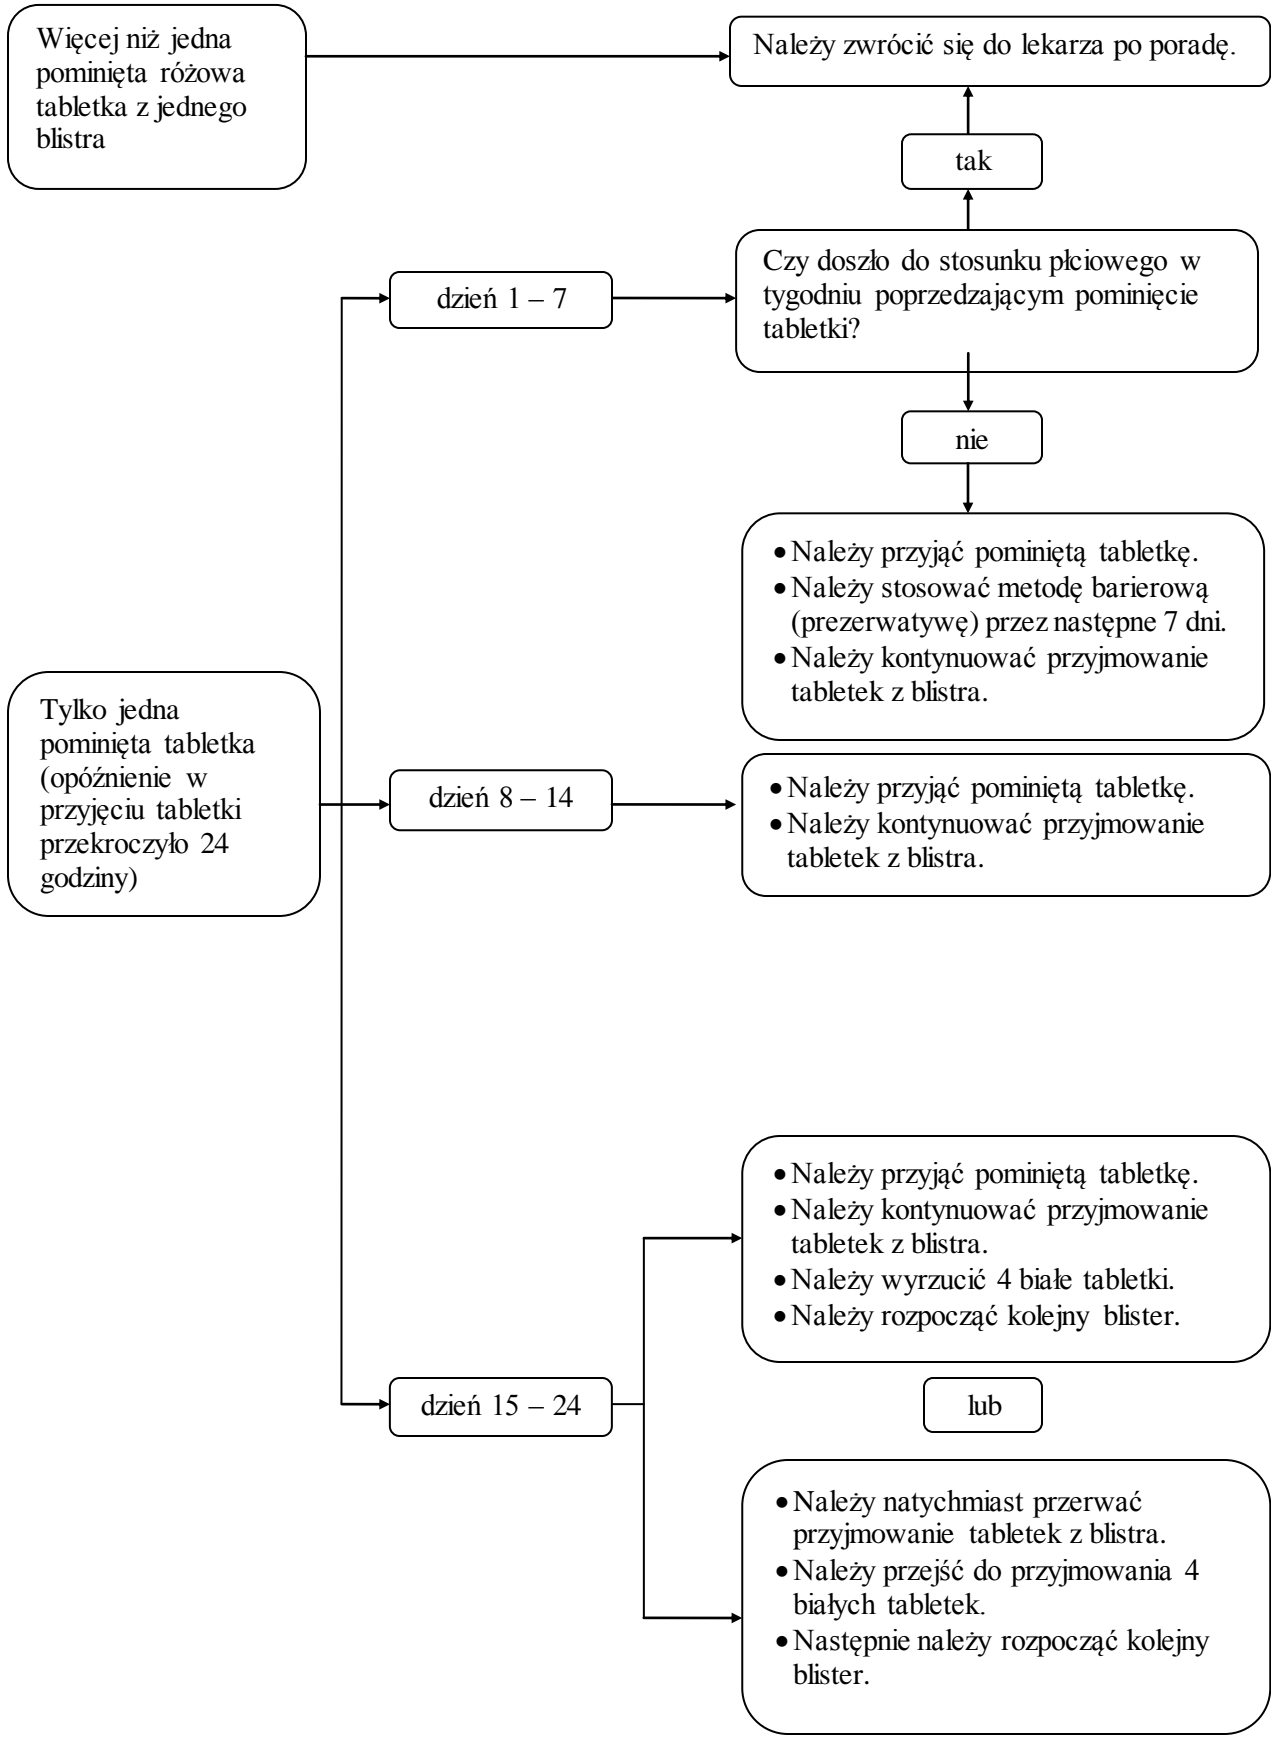 Więcej niż jedna
pominięta różowa
tabletka z jednego
blistra
Należy zwrócić się do lekarza po poradę.
tak
Czy doszło do stosunku płciowego w
tygodniu poprzedzającym pominięcie
tabletki?
dzień 1 – 7
nie
• Należy przyjąć pominiętą tabletkę.
• Należy stosować metodę barierową
(prezerwatywę) przez następne 7 dni.
• Należy kontynuować przyjmowanie
tabletek z blistra.
Tylko jedna
pominięta tabletka
(opóźnienie w
przyjęciu tabletki
przekroczyło 24
godziny)
dzień 8 – 14
• Należy przyjąć pominiętą tabletkę.
• Należy kontynuować przyjmowanie
tabletek z blistra.
• Należy przyjąć pominiętą tabletkę.
• Należy kontynuować przyjmowanie
tabletek z blistra.
• Należy wyrzucić 4 białe tabletki.
• Należy rozpocząć kolejny blister.
dzień 15 – 24
lub
• Należy natychmiast przerwać
przyjmowanie tabletek z blistra.
• Należy przejść do przyjmowania 4
białych tabletek.
• Następnie należy rozpocząć kolejny
blister.